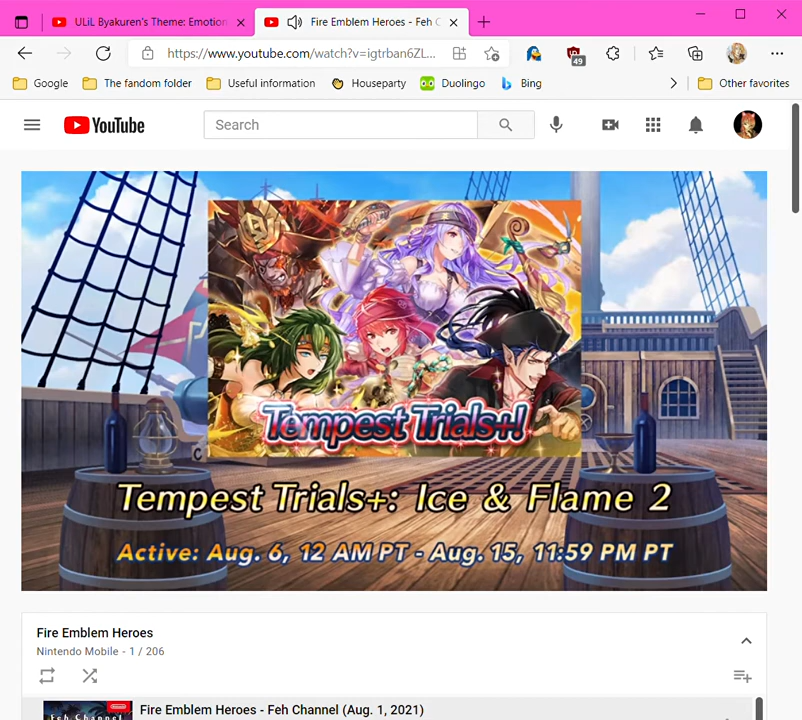 ULiL Byakuren's Theme: Emotion
Fire Emblem Heroes - Feh C
https://www.youtube.com/watch?v=igtrban6ZL...
49
Google
The fandom folder
Useful information
Houseparty
Duolingo
Bing
Other favorites
YouTube
Search
Tempest Trials+!
Tempest Trials+: Ice & Flame 2
Active: Aug. 6, 12 AM PT - Aug. 15, 11:59 PM PT
Fire Emblem Heroes
Nintendo Mobile - 1 / 206
Feh Channel
Fire Emblem Heroes - Feh Channel (Aug. 1, 2021)